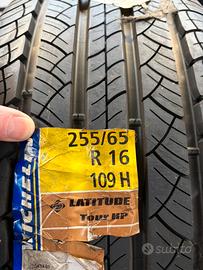 MICHELIN
255/65
R 16
109 H
LATITUDE
Tour HP
subito